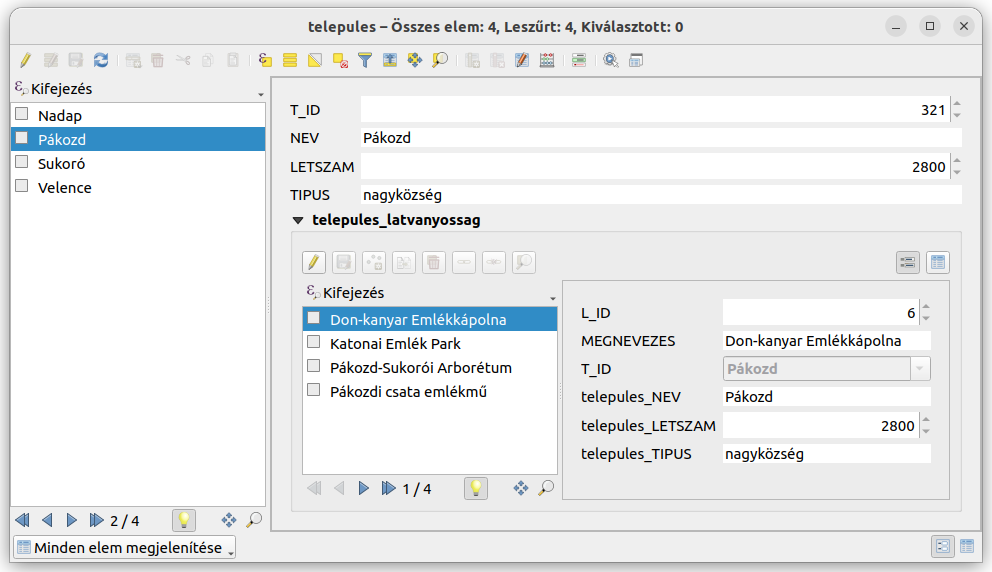 telepules – Összes elem: 4, Leszűrt: 4, Kiválasztott: 0
Kifejezés
Nadap
Pákozd
Sukoró
Velence
2 / 4
Minden elem megjelenítése
T_ID 321
NEV Pákozd
LETSZAM 2800
TIPUS nagyközség
telepules_latvanyossag
Kifejezés
Don-kanyar Emlékkápolna
Katonai Emlék Park
Pákozd-Sukorói Arborétum
Pákozdi csata emlékmű
1 / 4
L_ID 6
MEGNEVEZES Don-kanyar Emlékkápolna
T_ID Pákozd
telepules_NEV Pákozd
telepules_LETSZAM 2800
telepules_TIPUS nagyközség